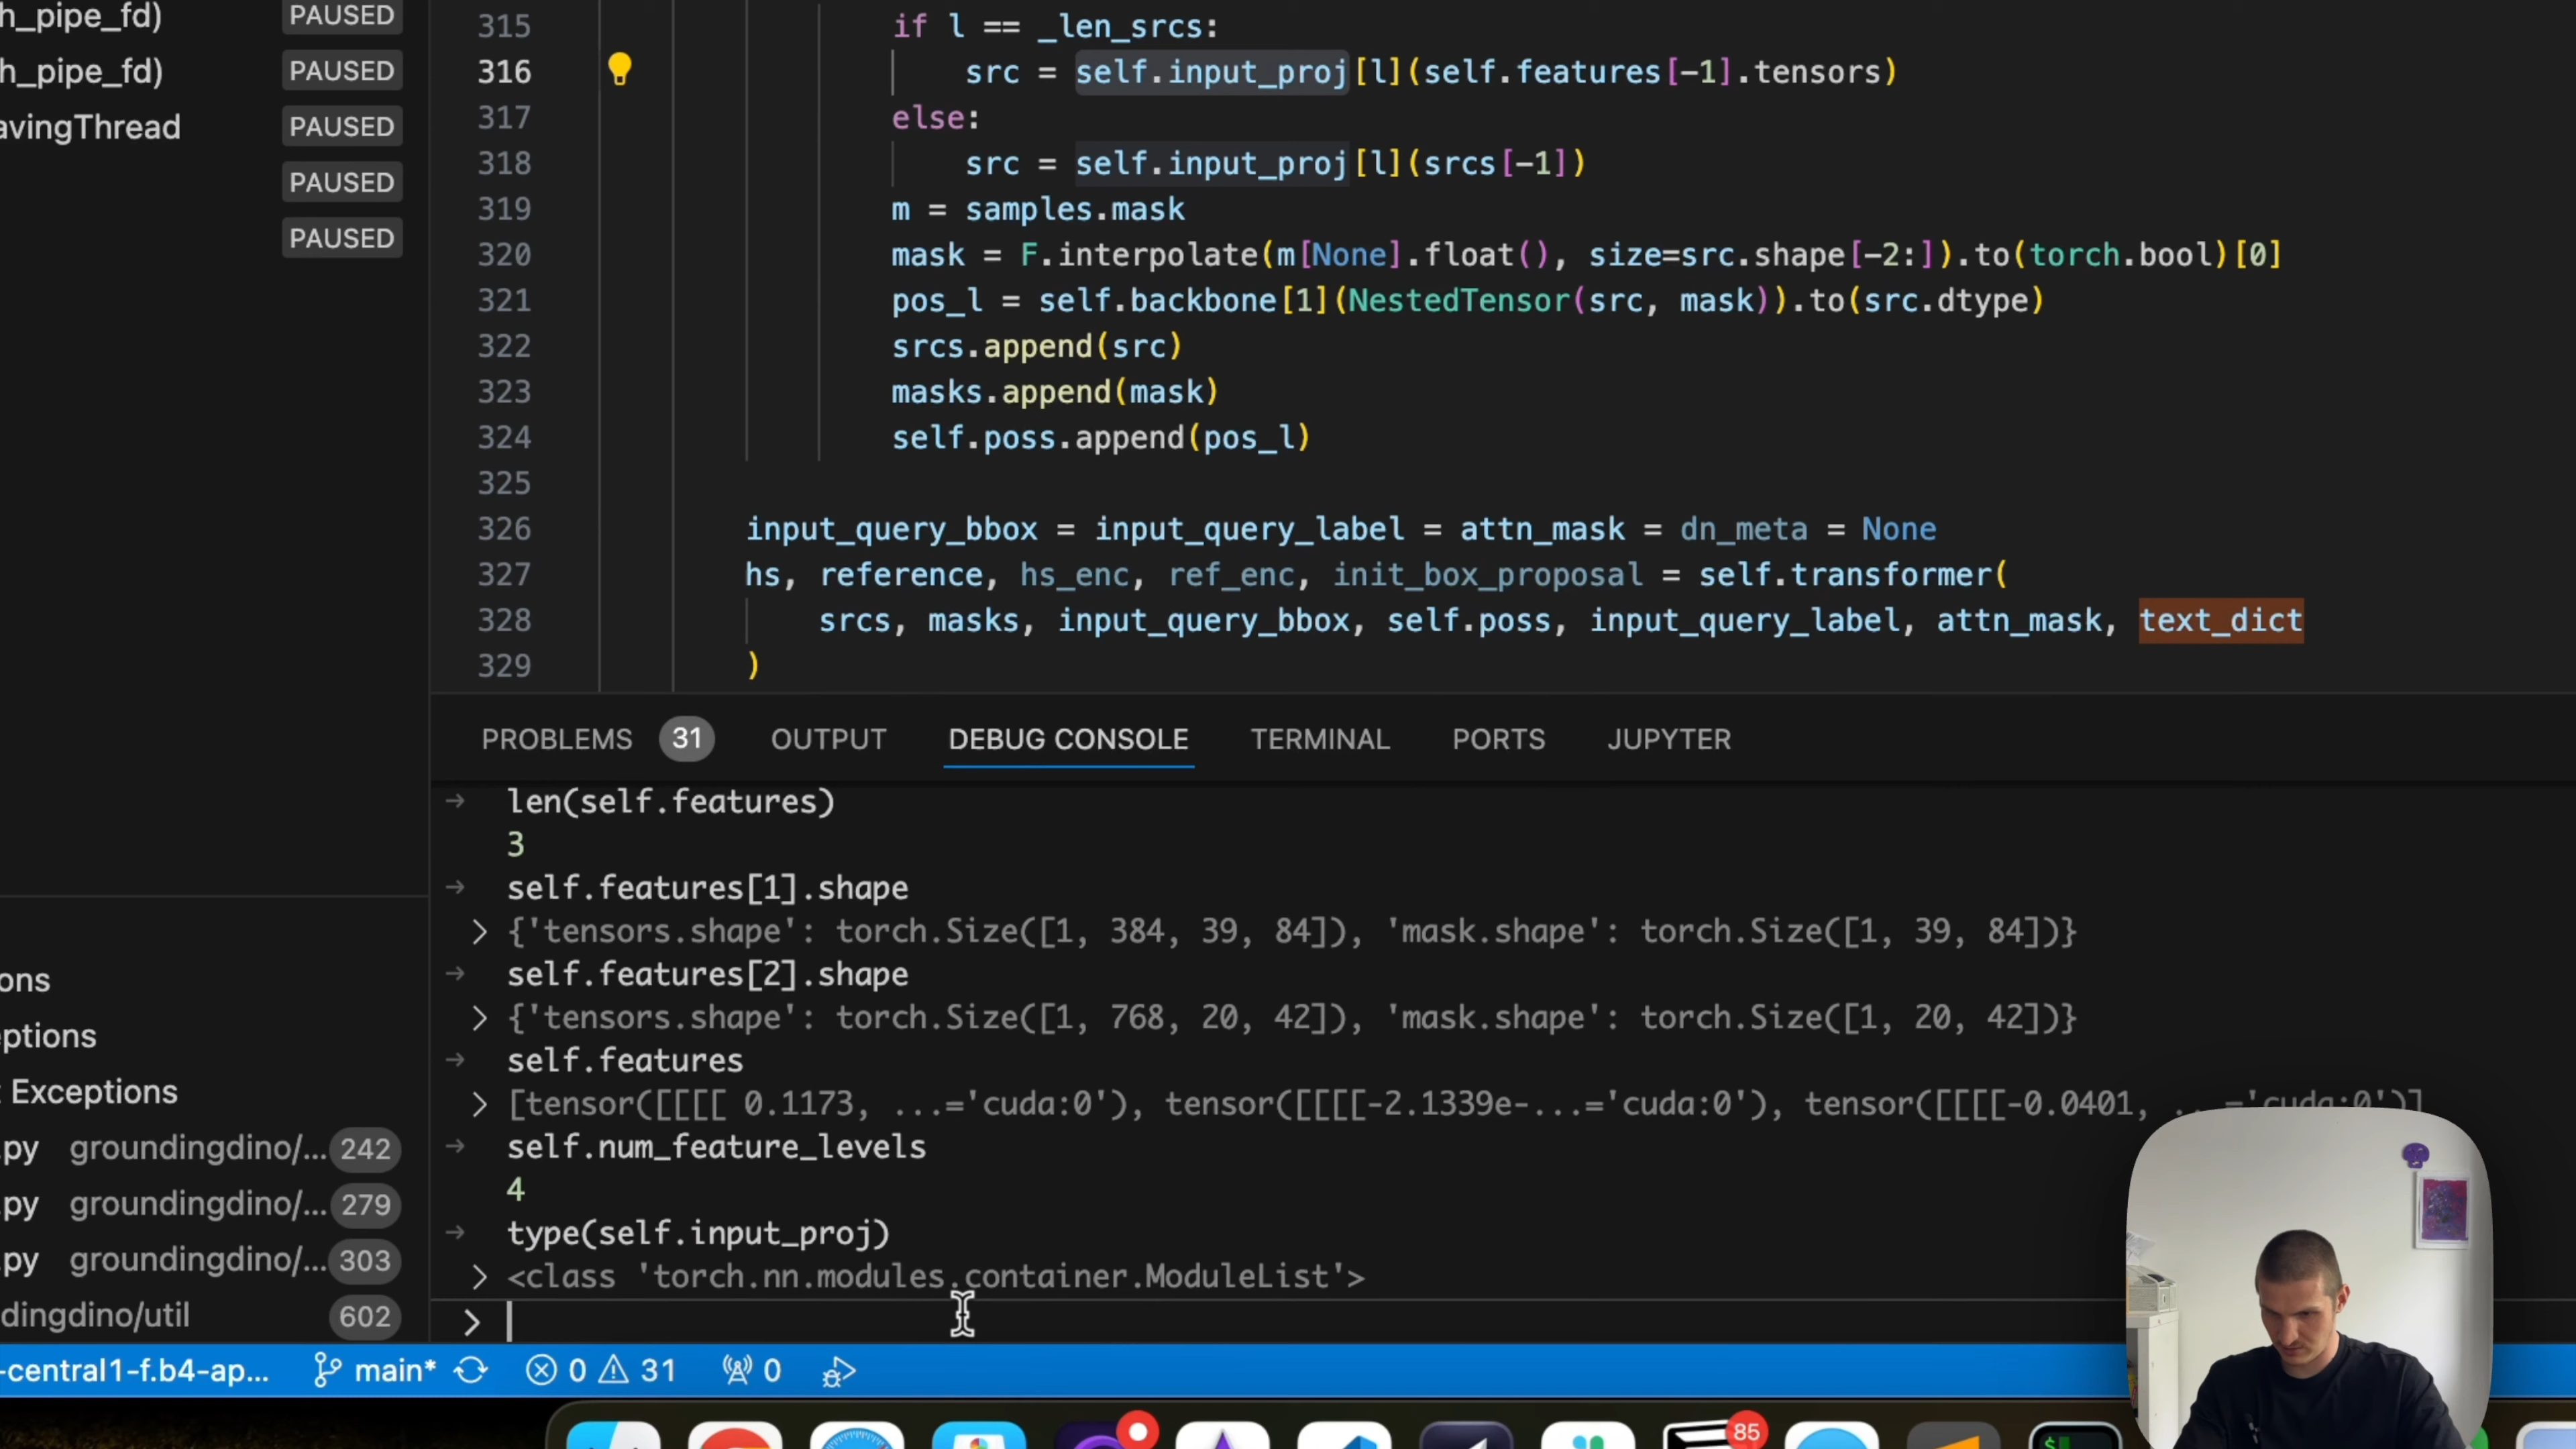 h_pipe_fd) PAUSED
h_pipe_fd) PAUSED
avingThread PAUSED
PAUSED
PAUSED
315 if l == _len_srcs:
316 src = self.input_proj[l](self.features[-1].tensors)
317 else:
318 src = self.input_proj[l](srcs[-1])
319 m = samples.mask
320 mask = F.interpolate(m[None].float(), size=src.shape[-2:]).to(torch.bool)[0]
321 pos_l = self.backbone[1](NestedTensor(src, mask)).to(src.dtype)
322 srcs.append(src)
323 masks.append(mask)
324 self.poss.append(pos_l)
325
326 input_query_bbox = input_query_label = attn_mask = dn_meta = None
327 hs, reference, hs_enc, ref_enc, init_box_proposal = self.transformer(
328 srcs, masks, input_query_bbox, self.poss, input_query_label, attn_mask, text_dict
329 )
PROBLEMS 31 OUTPUT DEBUG CONSOLE TERMINAL PORTS JUPYTER
len(self.features)
3
self.features[1].shape
{'tensors.shape': torch.Size([1, 384, 39, 84]), 'mask.shape': torch.Size([1, 39, 84])}
self.features[2].shape
{'tensors.shape': torch.Size([1, 768, 20, 42]), 'mask.shape': torch.Size([1, 20, 42])}
self.features
[tensor([[[[ 0.1173, ...='cuda:0'), tensor([[[[-2.1339e-...='cuda:0'), tensor([[[[-0.0401, ...='cuda:0')]
self.num_feature_levels
4
type(self.input_proj)
<class 'torch.nn.modules.container.ModuleList'>
ons
eptions
t Exceptions
.py groundingdino/... 242
.py groundingdino/... 279
.py groundingdino/... 303
dingdino/util 602
-central1-f.b4-ap... main* 0 31 0
85